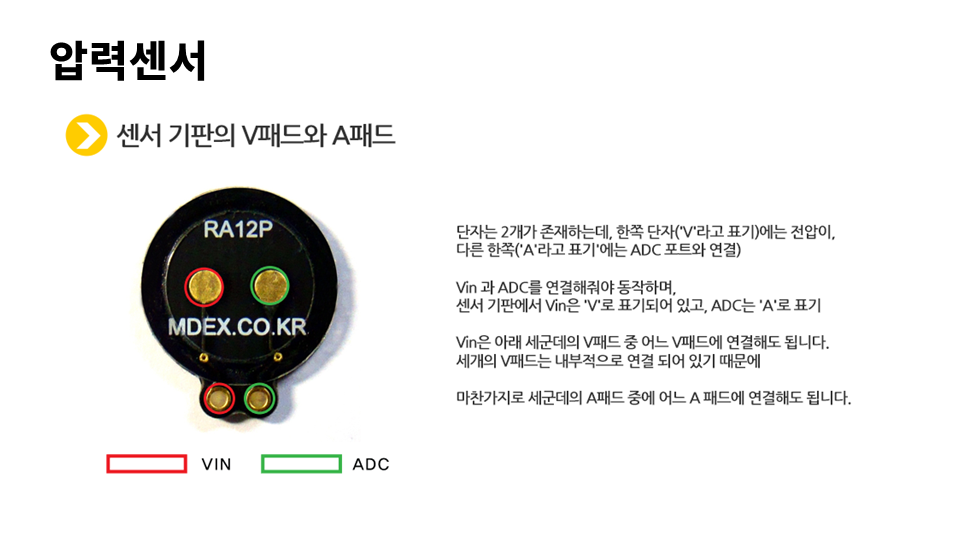 압력센서
센서 기판의 V패드와 A패드
RA12P
MDEX.CO.KR
VIN
ADC
단자는 2개가 존재하는데, 한쪽 단자('V'라고 표기)에는 전압이,
다른 한쪽('A'라고 표기'에는 ADC 포트와 연결)
Vin 과 ADC를 연결해줘야 동작하며,
센서 기판에서 Vin은 'V'로 표기되어 있고, ADC는 'A'로 표기
Vin은 아래 세군데의 V패드 중 어느 V패드에 연결해도 됩니다.
세개의 V패드는 내부적으로 연결 되어 있기 때문에
마찬가지로 세군데의 A패드 중에 어느 A 패드에 연결해도 됩니다.